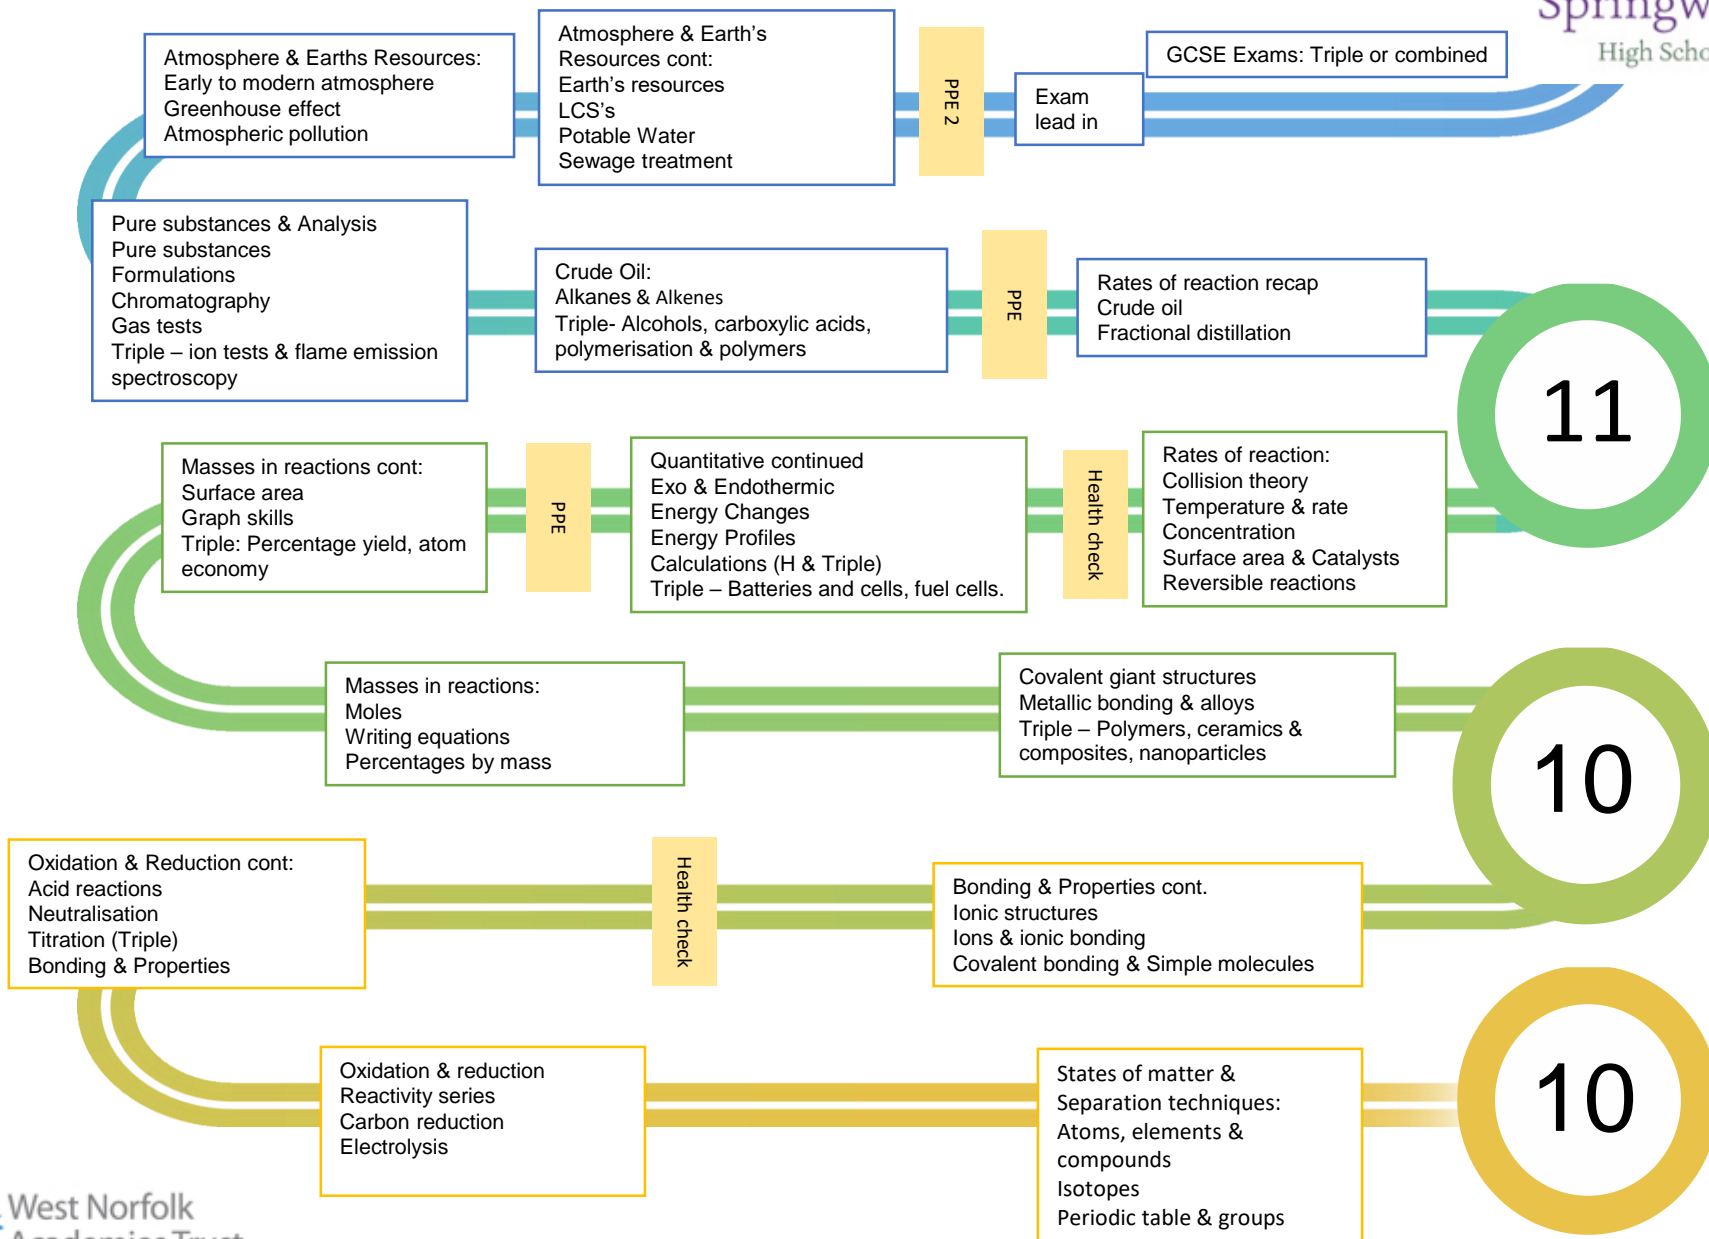 Springw
High Scho
Atmosphere & Earths Resources:
Early to modern atmosphere
Greenhouse effect
Atmospheric pollution
Atmosphere & Earth’s
Resources cont:
Earth’s resources
LCS’s
Potable Water
Sewage treatment
PPE 2
Exam
lead in
GCSE Exams: Triple or combined
Pure substances & Analysis
Pure substances
Formulations
Chromatography
Gas tests
Triple – ion tests & flame emission
spectroscopy
Crude Oil:
Alkanes & Alkenes
Triple- Alcohols, carboxylic acids,
polymerisation & polymers
PPE
Rates of reaction recap
Crude oil
Fractional distillation
11
Masses in reactions cont:
Surface area
Graph skills
Triple: Percentage yield, atom
economy
PPE
Quantitative continued
Exo & Endothermic
Energy Changes
Energy Profiles
Calculations (H & Triple)
Triple – Batteries and cells, fuel cells.
Health check
Rates of reaction:
Collision theory
Temperature & rate
Concentration
Surface area & Catalysts
Reversible reactions
Masses in reactions:
Moles
Writing equations
Percentages by mass
Covalent giant structures
Metallic bonding & alloys
Triple – Polymers, ceramics &
composites, nanoparticles
10
Oxidation & Reduction cont:
Acid reactions
Neutralisation
Titration (Triple)
Bonding & Properties
Health check
Bonding & Properties cont.
Ionic structures
Ions & ionic bonding
Covalent bonding & Simple molecules
Oxidation & reduction
Reactivity series
Carbon reduction
Electrolysis
States of matter &
Separation techniques:
Atoms, elements &
compounds
Isotopes
Periodic table & groups
10
West Norfolk
Academies Trust